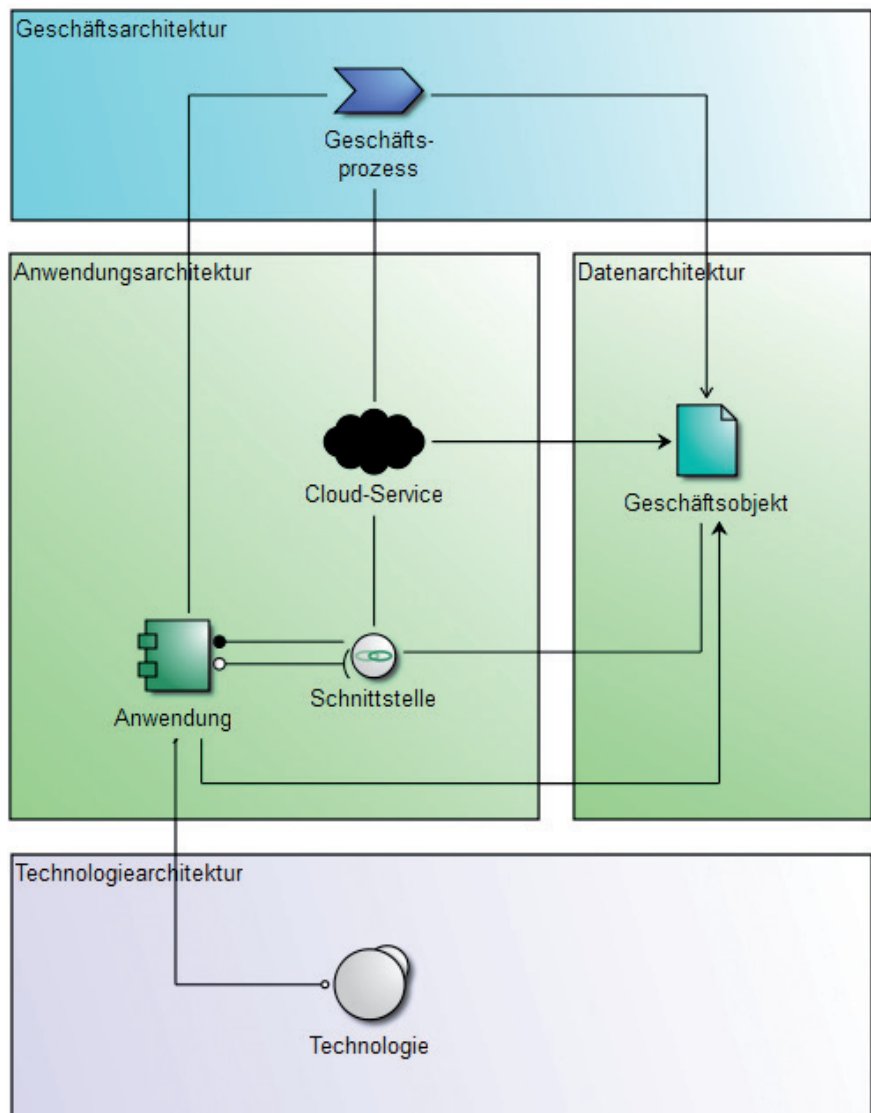 Geschäftsarchitektur
Geschäfts-
prozess
Anwendungsarchitektur
Datenarchitektur
Cloud-Service
Geschäftsobjekt
Schnittstelle
Anwendung
Technologiearchitektur
Technologie